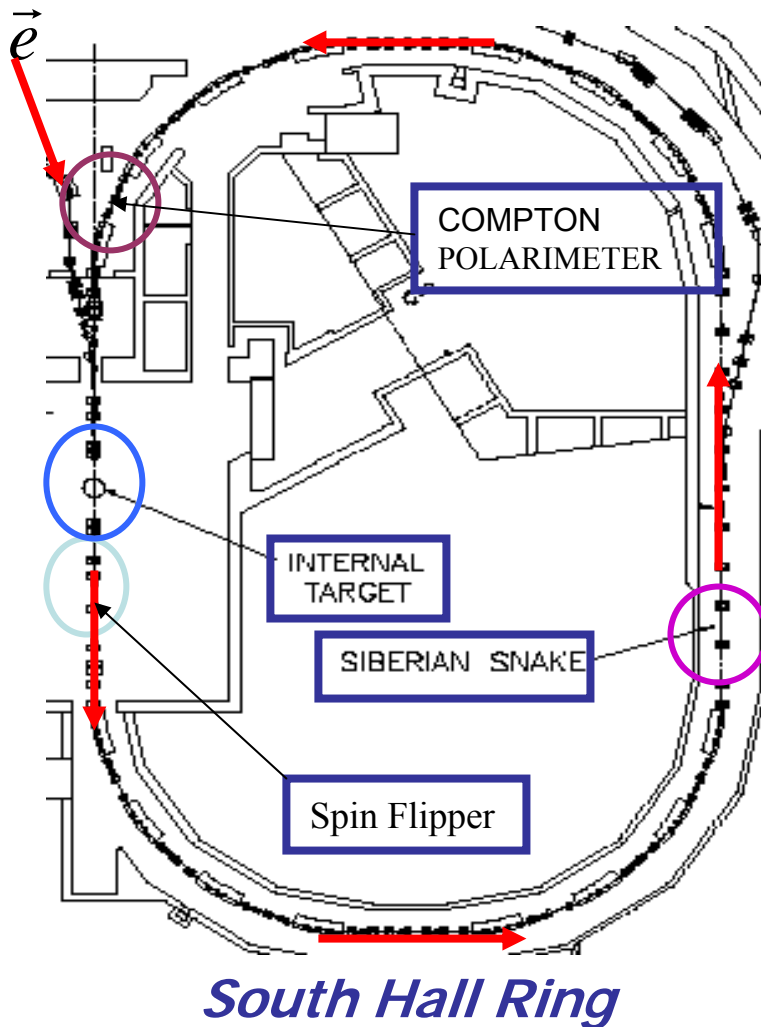 e
COMPTON
POLARIMETER
INTERNAL
TARGET
SIBERIAN SNAKE
Spin Flipper
South Hall Ring